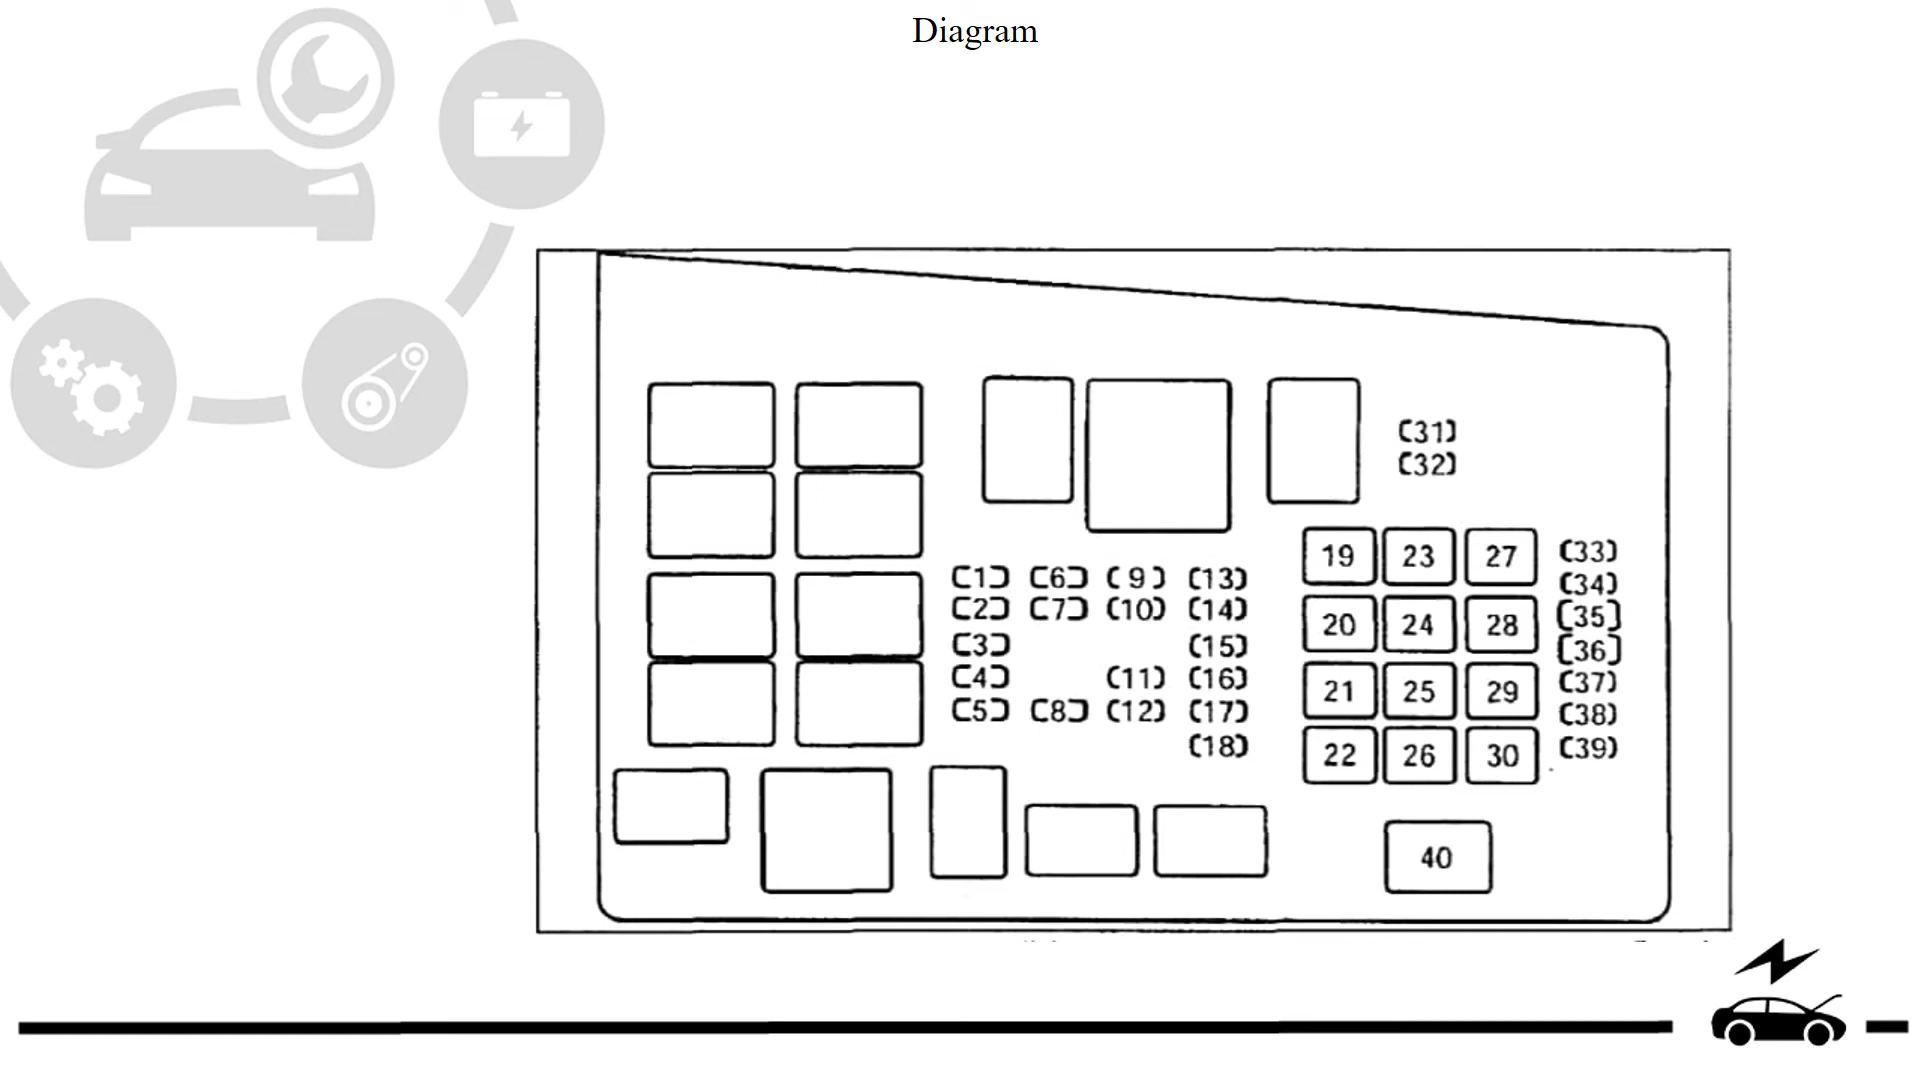 Diagram
[31]
[32]
19 23 27 [33]
[34]
[1] [6] [9] [13]
[2] [7] [10] [14]
20 24 28 [35]
[3] [15]
[36]
[4] [11] [16]
21 25 29 [37]
[5] [8] [12] [17]
[38]
[18]
22 26 30 [39]
40